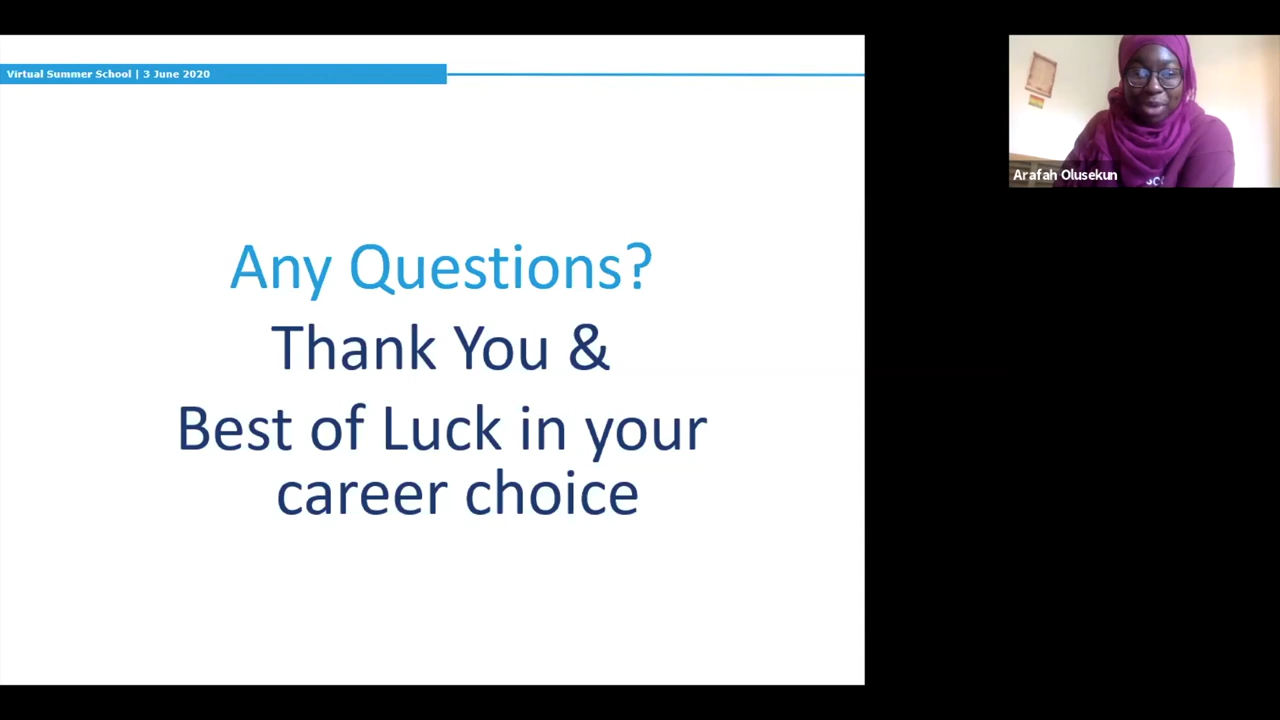 Virtual Summer School | 3 June 2020
Any Questions?
Thank You &
Best of Luck in your
career choice
Arafah Olusekun